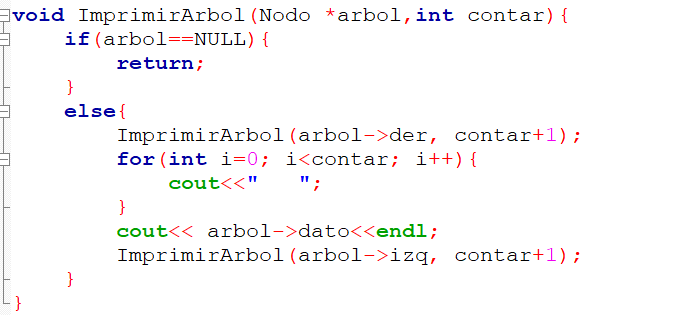 void ImprimirArbol(Nodo *arbol,int contar){
    if(arbol==NULL){
        return;
    }
    else{
        ImprimirArbol(arbol->der, contar+1);
        for(int i=0; i<contar; i++){
            cout<<"   ";
        }
        cout<< arbol->dato<<endl;
        ImprimirArbol(arbol->izq, contar+1);
    }
}